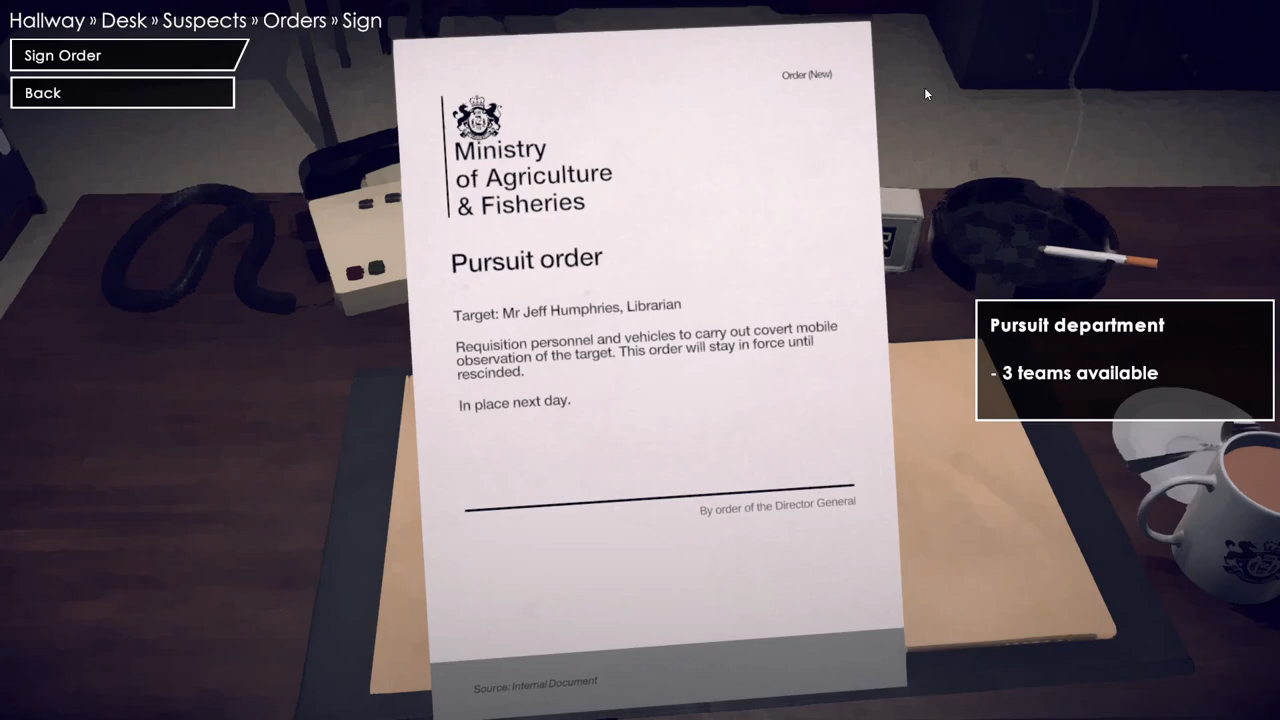 Hallway » Desk » Suspects » Orders » Sign
Sign Order
Back
Order (New)
Ministry
of Agriculture
& Fisheries
Pursuit order
Target: Mr Jeff Humphries, Librarian
Requisition personnel and vehicles to carry out covert mobile
observation of the target. This order will stay in force until
rescinded.
In place next day.
By order of the Director General
Source: Internal Document
Pursuit department
- 3 teams available